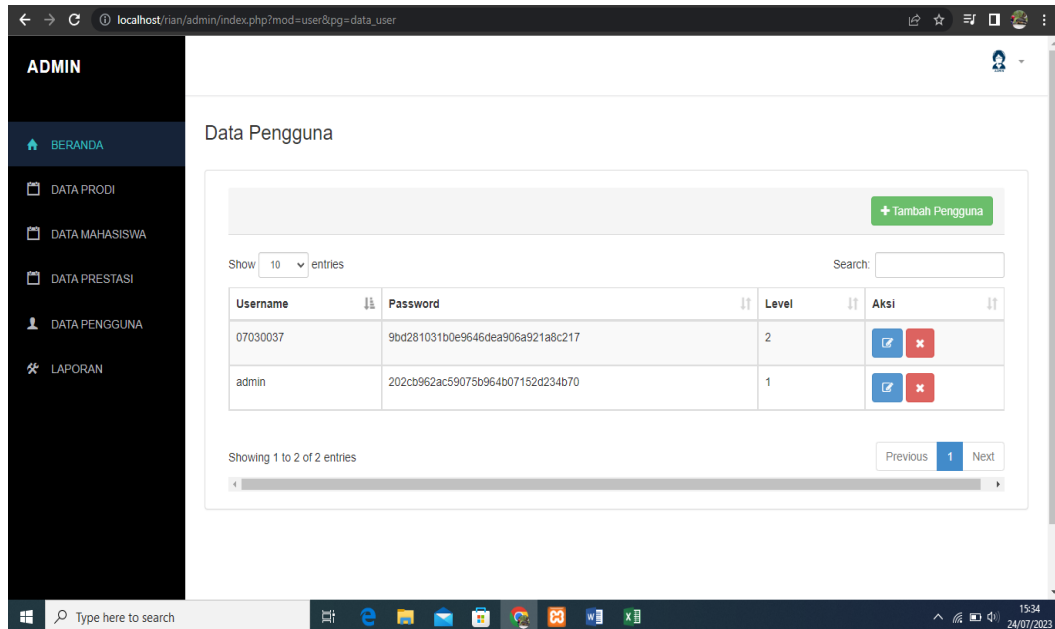 localhost/rian/admin/index.php?mod=user&pg=data_user
ADMIN
BERANDA
DATA PRODI
DATA MAHASISWA
DATA PRESTASI
DATA PENGGUNA
LAPORAN
Data Pengguna
Tambah Pengguna
Show 10 entries Search:
Username Password Level Aksi
07030037 9bd281031b0e9646dea906a921a8c217 2
admin 202cb962ac59075b964b07152d234b70 1
Showing 1 to 2 of 2 entries Previous 1 Next
Type here to search
15:34
24/07/2023